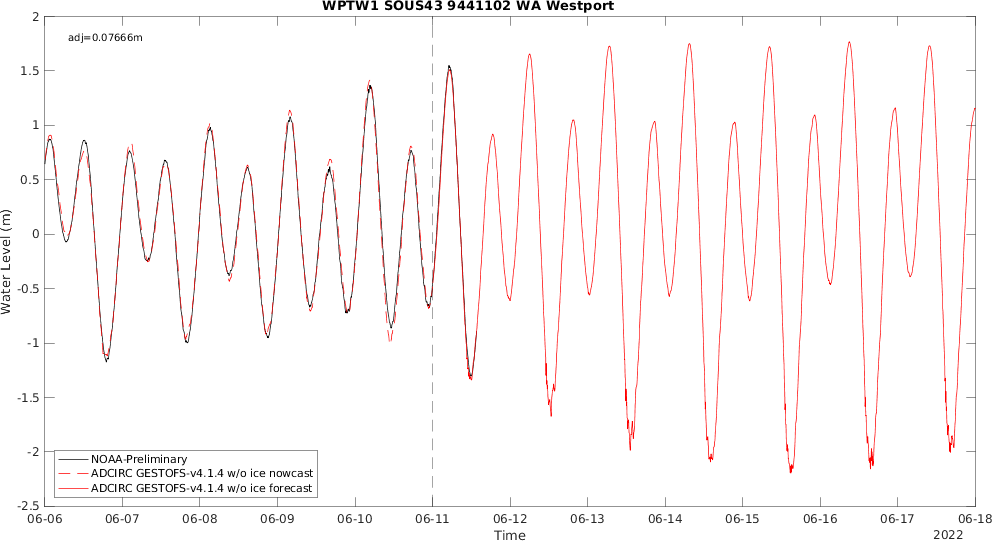 WPTW1 SOUS43 9441102 WA Westport
adj=0.07666m
2
1.5
1
0.5
0
-0.5
-1
-1.5
-2
-2.5
Water Level (m)
NOAA-Preliminary
ADCIRC GESTOFS-v4.1.4 w/o ice nowcast
ADCIRC GESTOFS-v4.1.4 w/o ice forecast
06-06 06-07 06-08 06-09 06-10 06-11 06-12 06-13 06-14 06-15 06-16 06-17 06-18
Time
2022